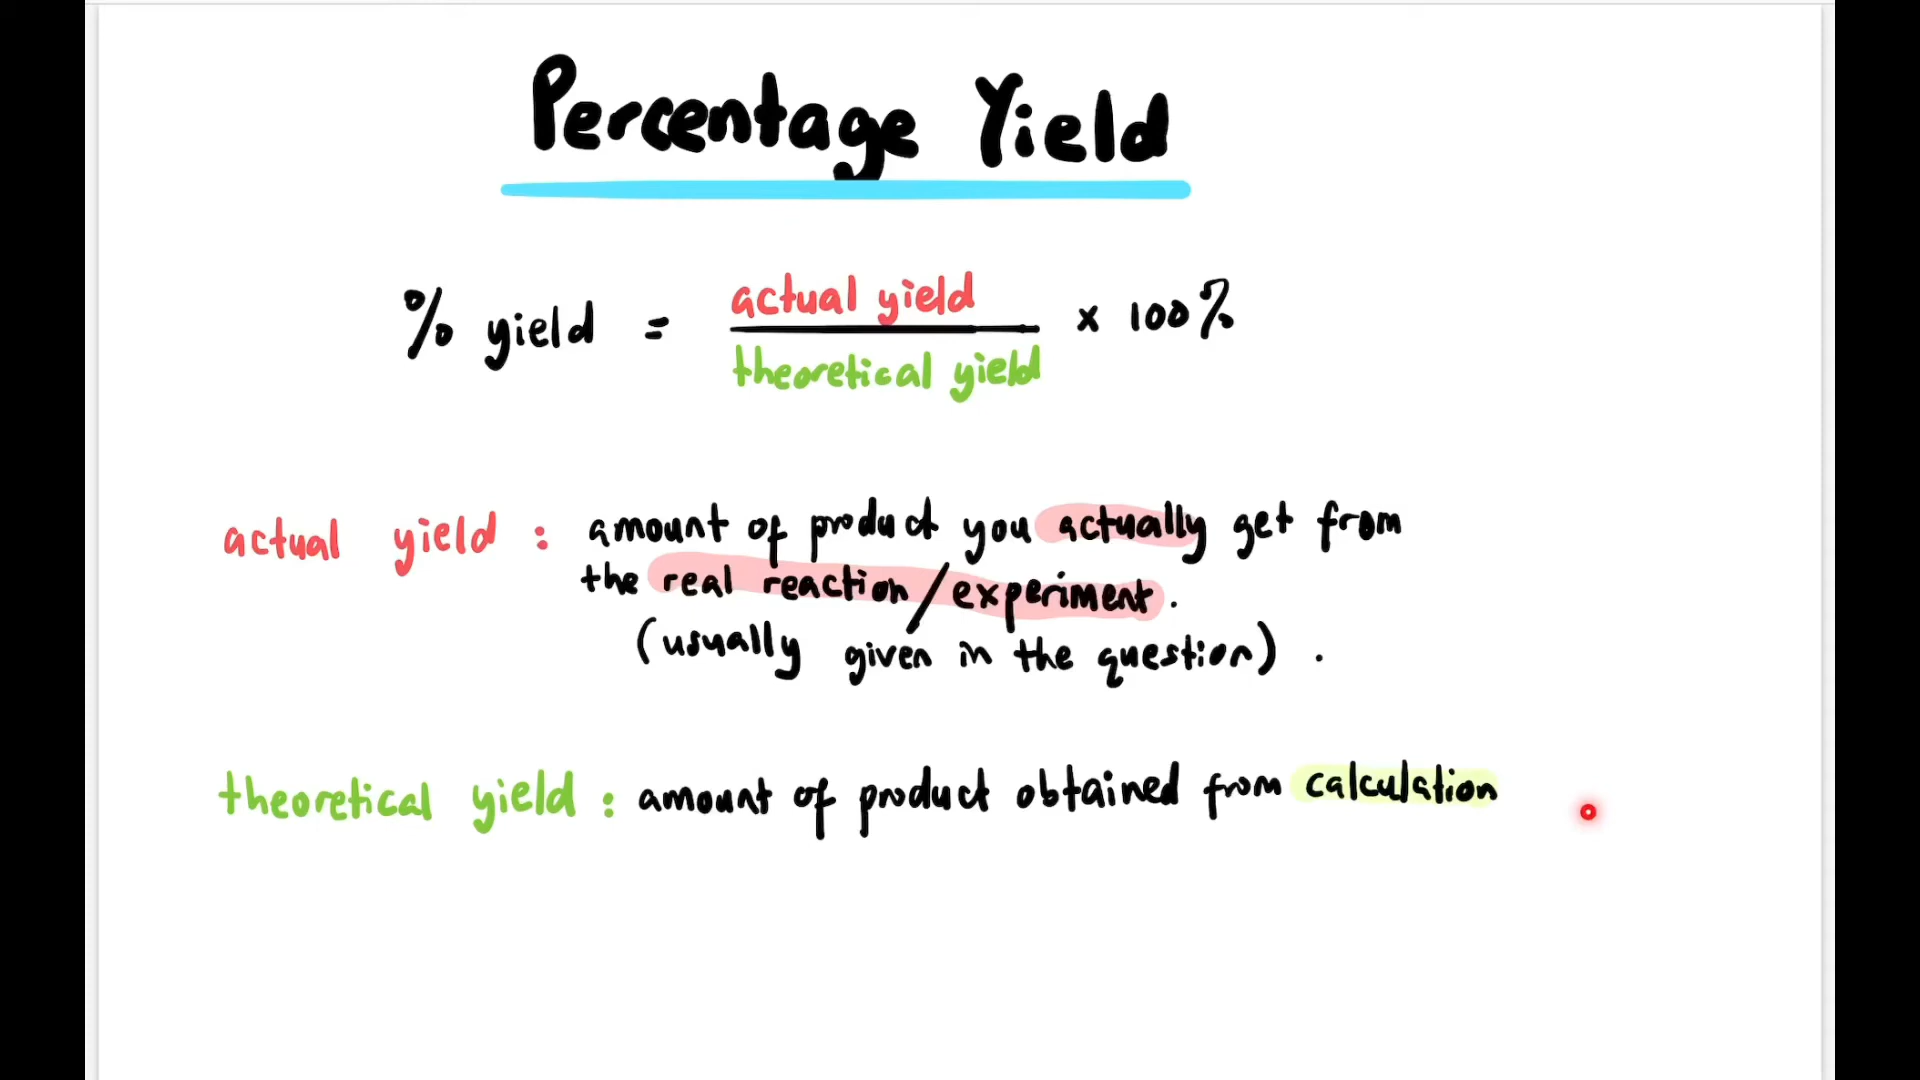 Percentage Yield
% yield = actual yield / theoretical yield × 100%
actual yield : amount of product you actually get from
the real reaction/experiment.
(usually given in the question) .
theoretical yield : amount of product obtained from calculation